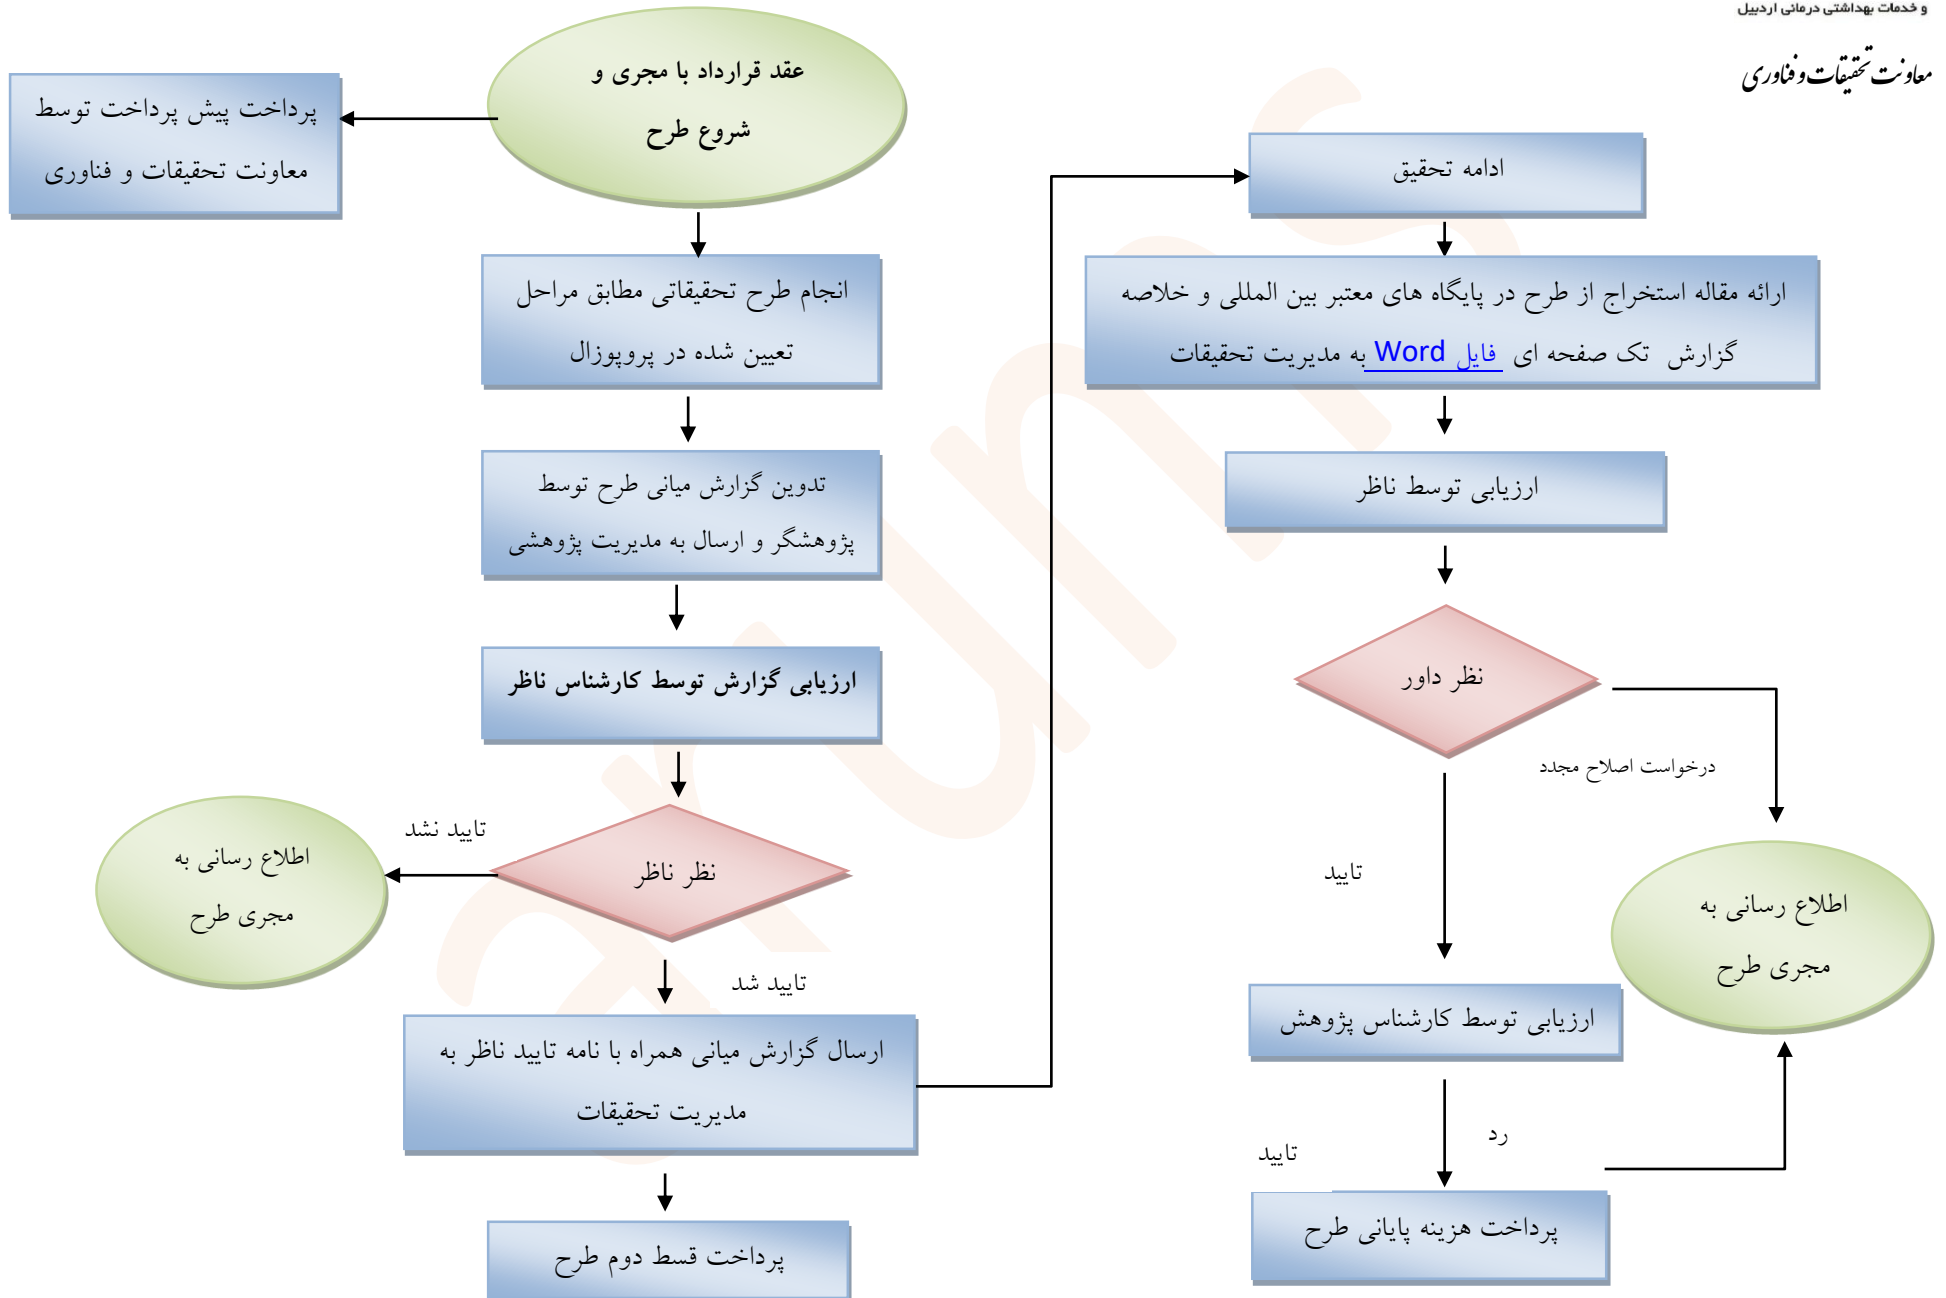 و خدمات بهداشتی درمانی اردبیل
معاونت تحقیقات و فناوری
عقد قرارداد با مجری و
شروع طرح
پرداخت پیش پرداخت توسط
معاونت تحقیقات و فناوری
انجام طرح تحقیقاتی مطابق مراحل
تعیین شده در پروپوزال
تدوین گزارش میانی طرح توسط
پژوهشگر و ارسال به مدیریت پژوهشی
ارزیابی گزارش توسط کارشناس ناظر
نظر ناظر
تایید نشد
اطلاع رسانی به
مجری طرح
تایید شد
ارسال گزارش میانی همراه با نامه تایید ناظر به
مدیریت تحقیقات
پرداخت قسط دوم طرح
ادامه تحقیق
ارائه مقاله استخراج از طرح در پایگاه های معتبر بین المللی و خلاصه
گزارش تک صفحه ای فایل Word به مدیریت تحقیقات
ارزیابی توسط ناظر
نظر داور
درخواست اصلاح مجدد
تایید
اطلاع رسانی به
مجری طرح
ارزیابی توسط کارشناس پژوهش
رد
تایید
پرداخت هزینه پایانی طرح
arums